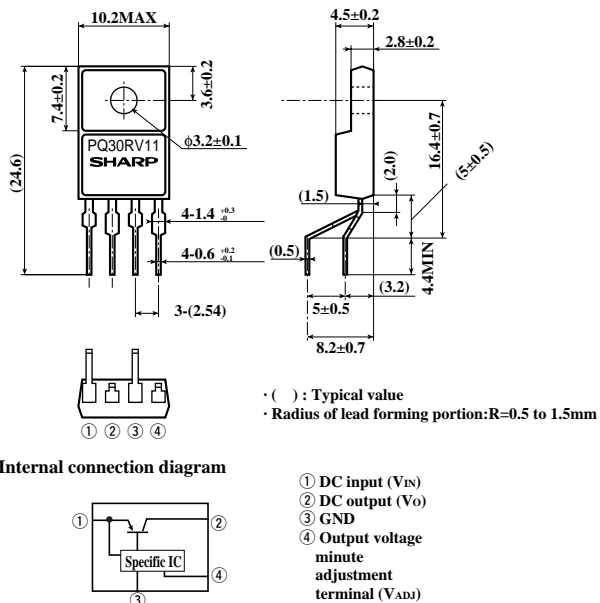 10.2MAX
4.5±0.2
2.8±0.2
7.4±0.2
3.6±0.2
ϕ3.2±0.1
PQ30RV11
SHARP
(24.6)
16.4±0.7
(2.0)
(5±0.5)
(1.5)
4-1.4 +0.3 -0
4-0.6 +0.2 -0.1
(0.5)
4.4MIN
3-(2.54)
(3.2)
5±0.5
8.2±0.7
① ② ③ ④
· ( ) : Typical value
· Radius of lead forming portion:R=0.5 to 1.5mm
Internal connection diagram
①
②
Specific IC
④
③
① DC input (VIN)
② DC output (VO)
③ GND
④ Output voltage
minute
adjustment
terminal (VADJ)